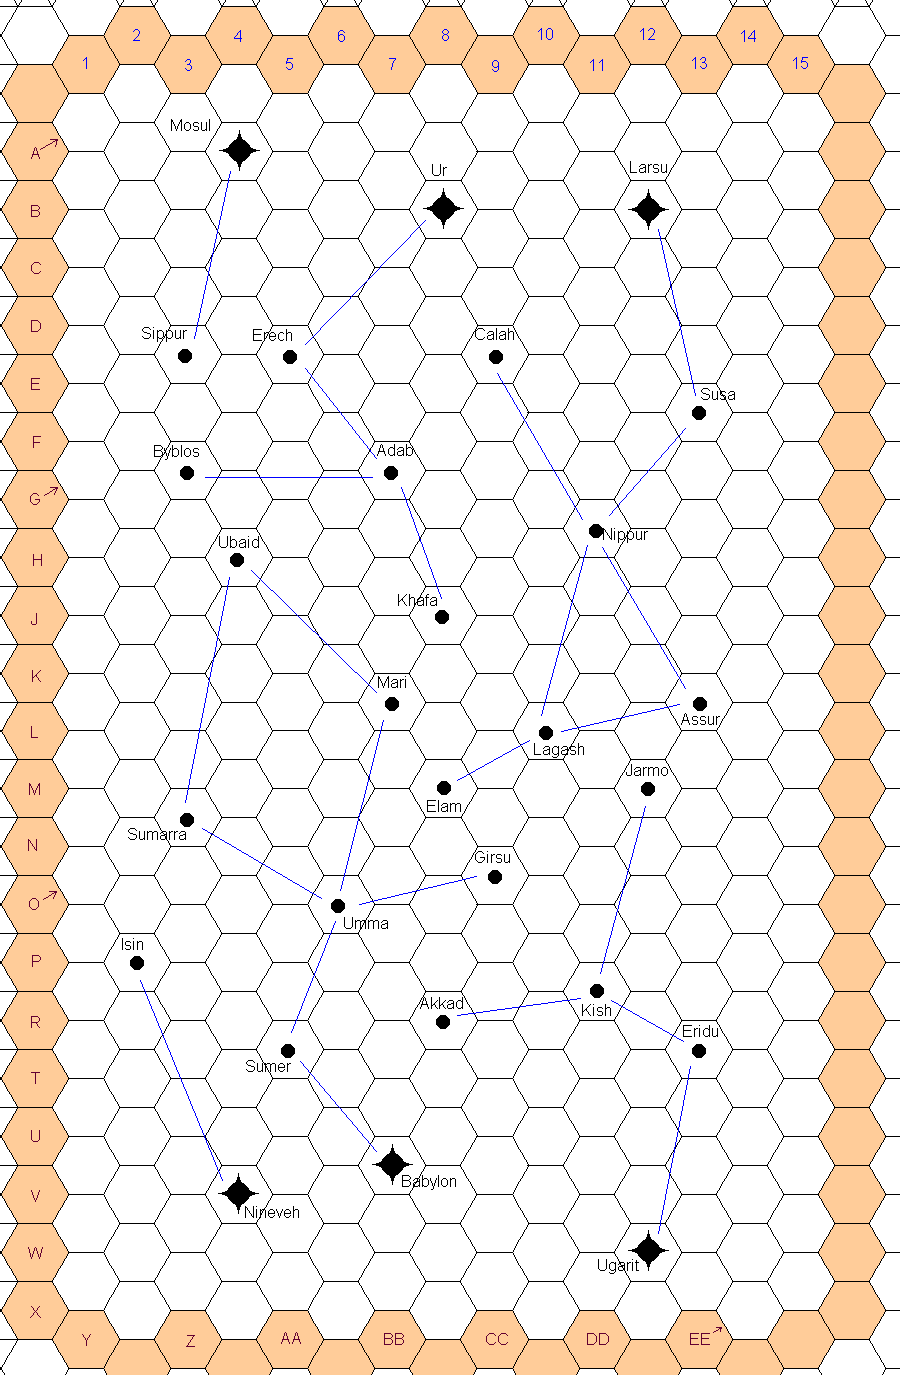 2 4 6 8 10 12 14
1 3 5 7 9 11 13 15
Mosul
A
Ur
Larsu
B
C
D
Sippur
Erech
Calah
E
Susa
F
Byblos
Adab
G
Nippur
Ubaid
H
Khafa
J
K
Mari
Assur
L
Lagash
Jarmo
M
Elam
Sumarra
N
Girsu
O
Umma
Isin
P
Akkad
Kish
R
Eridu
Sumer
T
U
Babylon
V
Nineveh
W
Ugarit
X
Y Z AA BB CC DD EE